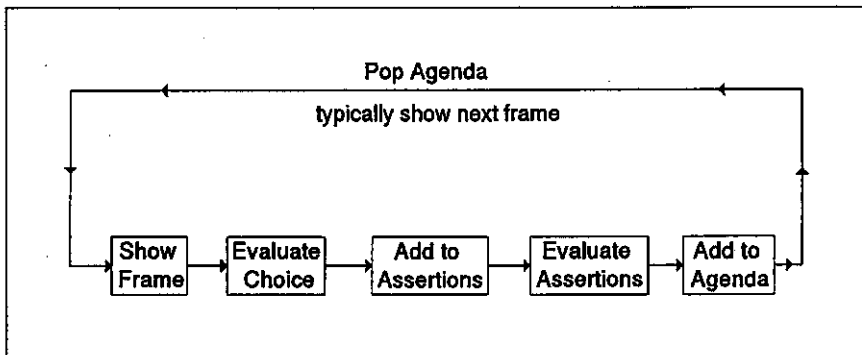 Pop Agenda
typically show next frame
Show
Frame
Evaluate
Choice
Add to
Assertions
Evaluate
Assertions
Add to
Agenda